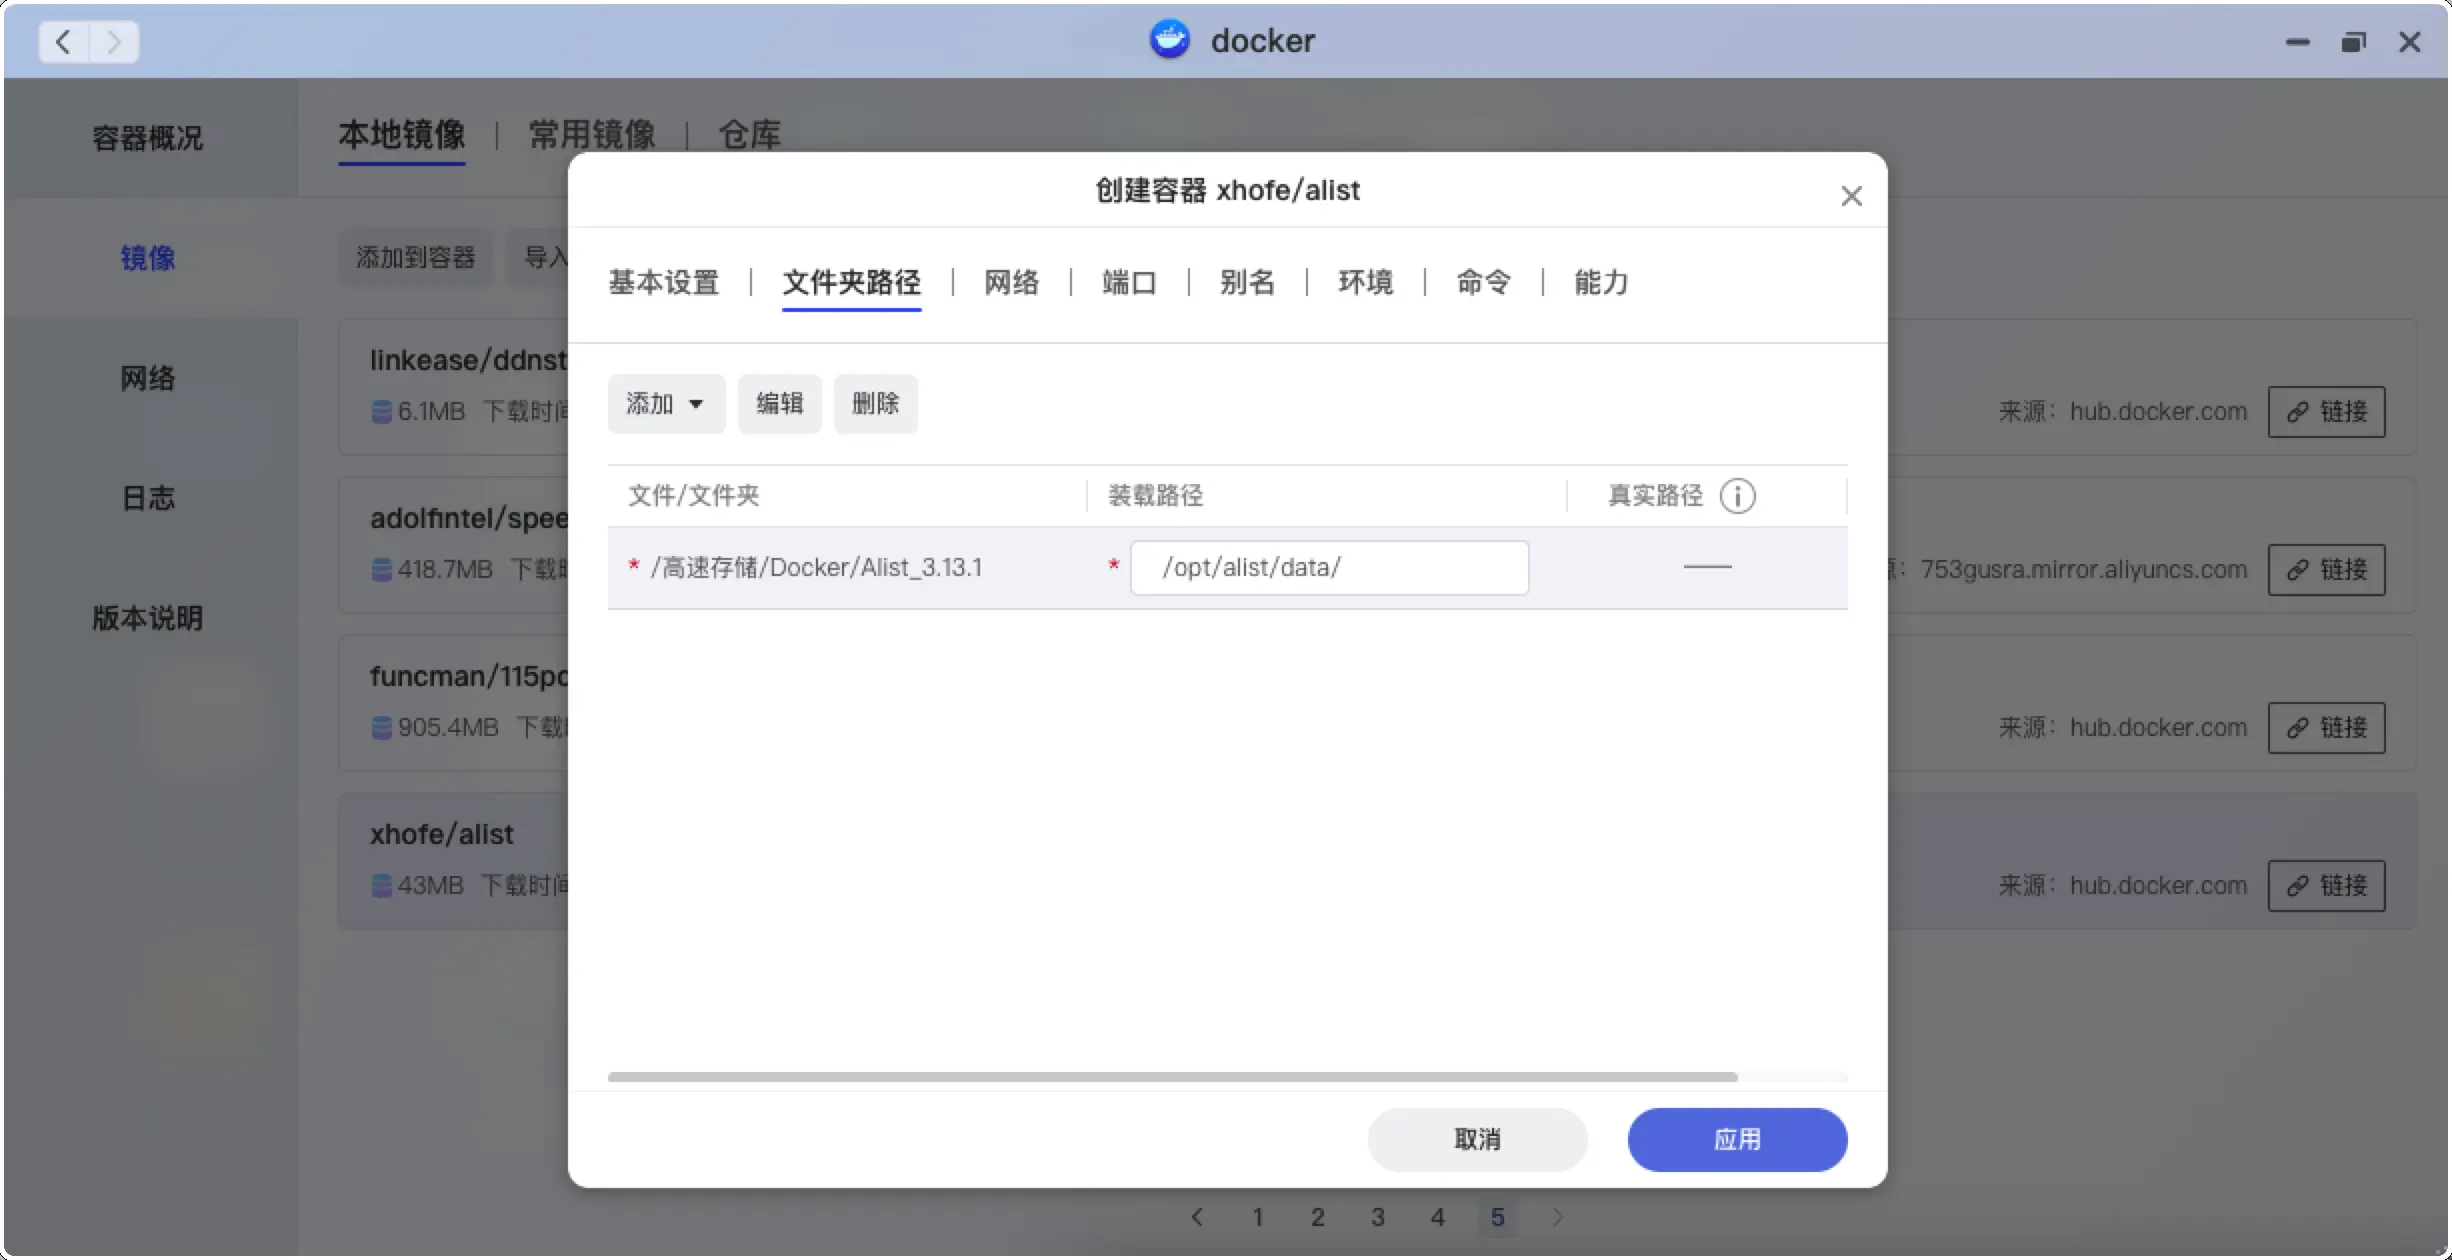 docker
容器概况
镜像
网络
日志
版本说明
本地镜像 | 常用镜像 | 仓库
添加到容器 导入
linkease/ddnst
6.1MB 下载时间
来源：hub.docker.com 链接
adolfintel/spee
418.7MB 下载
753gusra.mirror.aliyuncs.com 链接
funcman/115pc
905.4MB 下载
来源：hub.docker.com 链接
xhofe/alist
43MB 下载时间
来源：hub.docker.com 链接
创建容器 xhofe/alist
基本设置 | 文件夹路径 | 网络 | 端口 | 别名 | 环境 | 命令 | 能力
添加 编辑 删除
文件/文件夹 装载路径 真实路径
* /高速存储/Docker/Alist_3.13.1 * /opt/alist/data/ ——
取消 应用
1 2 3 4 5